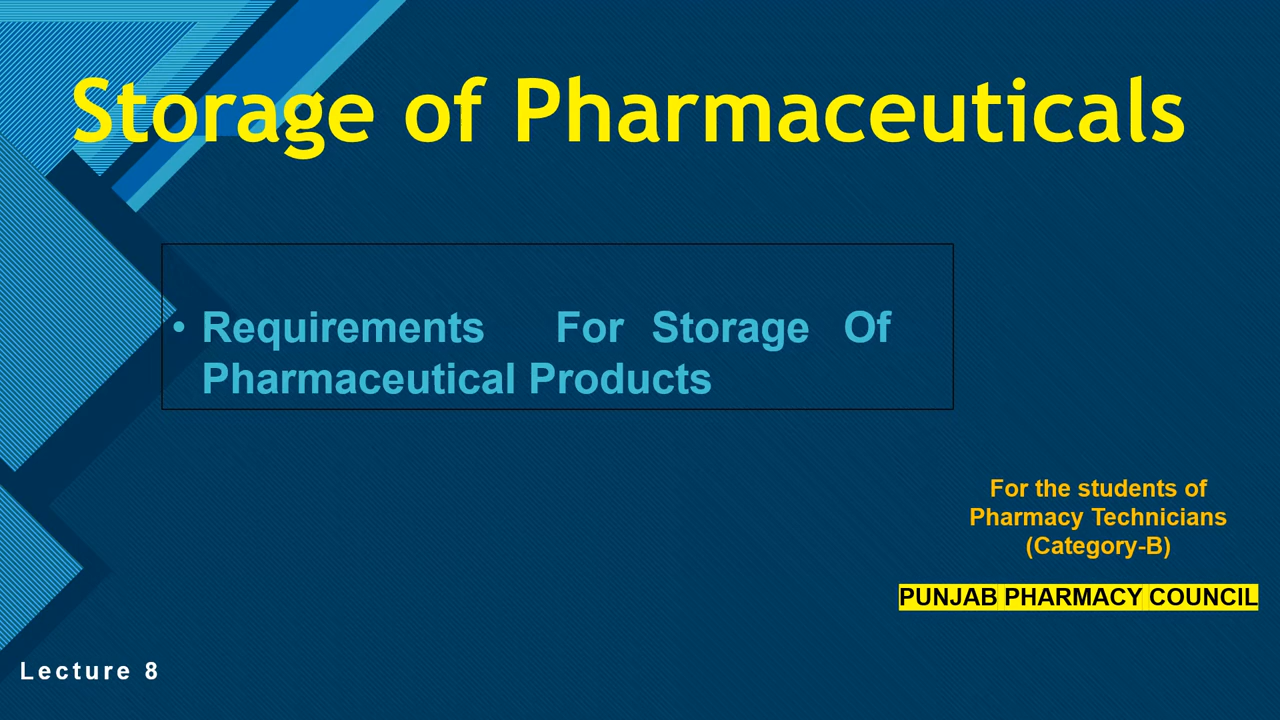 Storage of Pharmaceuticals
• Requirements For Storage Of
Pharmaceutical Products
For the students of
Pharmacy Technicians
(Category-B)
PUNJAB PHARMACY COUNCIL
Lecture 8